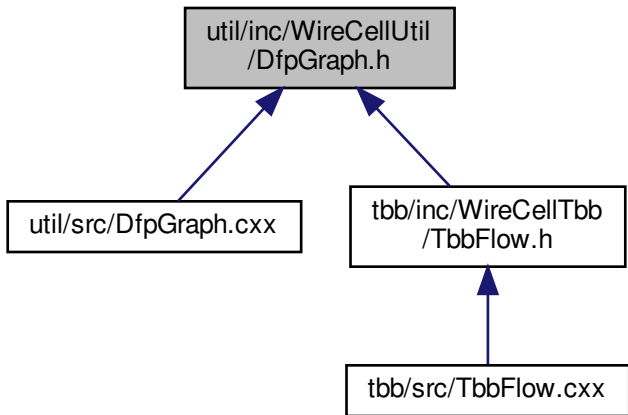 util/inc/WireCellUtil
/DfpGraph.h
util/src/DfpGraph.cxx
tbb/inc/WireCellTbb
/TbbFlow.h
tbb/src/TbbFlow.cxx